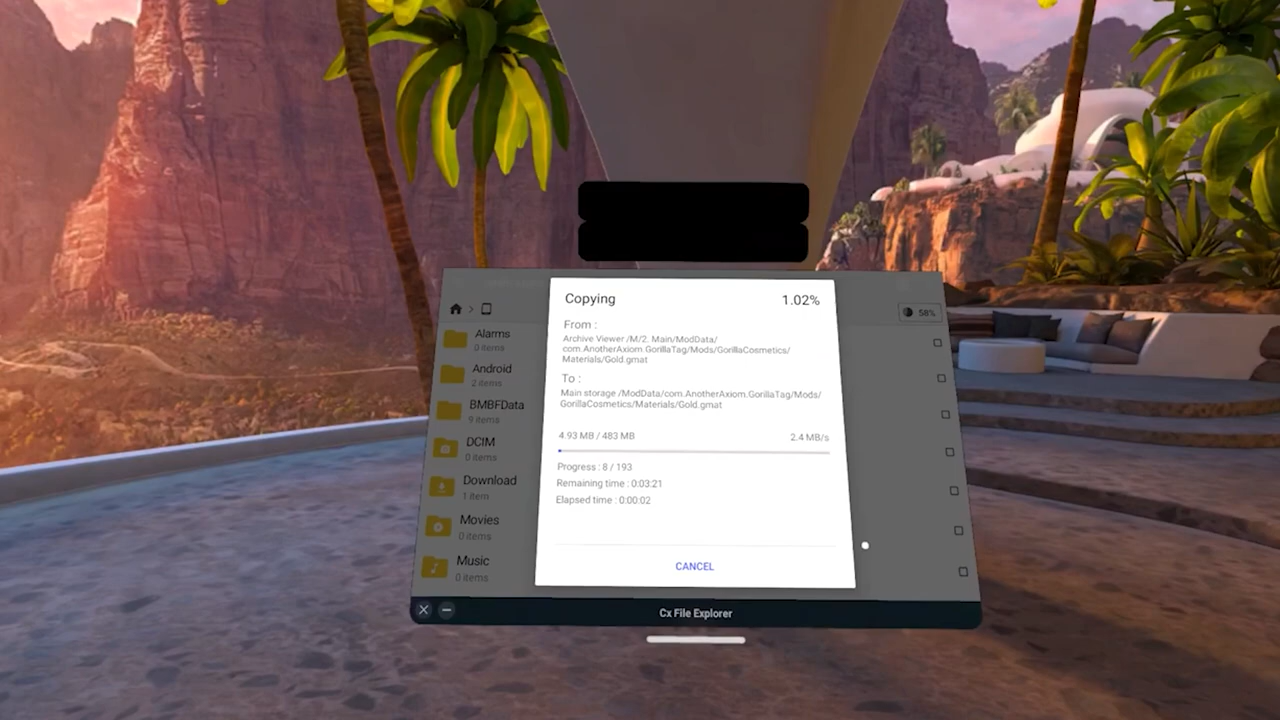 58%
Alarms
0 items
Android
2 items
BMBFData
9 items
DCIM
0 items
Download
1 item
Movies
0 items
Music
0 items
Copying 1.02%
From :
Archive Viewer /M/2. Main/ModData/
com.AnotherAxiom.GorillaTag/Mods/GorillaCosmetics/
Materials/Gold.gmat
To :
Main storage /ModData/com.AnotherAxiom.GorillaTag/Mods/
GorillaCosmetics/Materials/Gold.gmat
4.93 MB / 483 MB 2.4 MB/s
Progress : 8 / 193
Remaining time : 0:03:21
Elapsed time : 0:00:02
CANCEL
Cx File Explorer